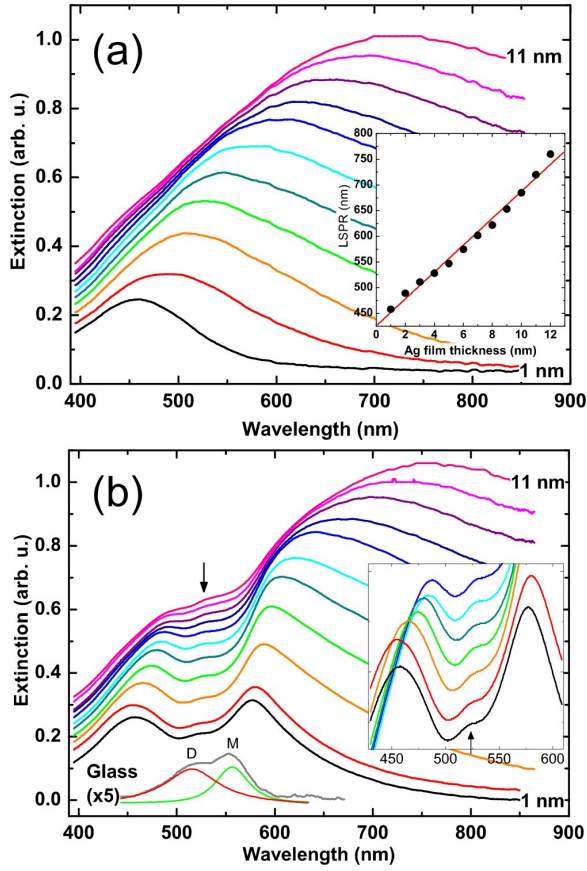 (a)
11 nm
Extinction (arb. u.)
1.0
0.8
0.6
0.4
0.2
0.0
LSPR (nm)
800
750
700
650
600
550
500
450
0 2 4 6 8 10 12
Ag film thickness (nm)
1 nm
400 500 600 700 800 900
Wavelength (nm)
(b)
11 nm
Extinction (arb. u.)
1.0
0.8
0.6
0.4
0.2
0.0
450 500 550 600
D M
Glass
(x5)
1 nm
400 500 600 700 800 900
Wavelength (nm)